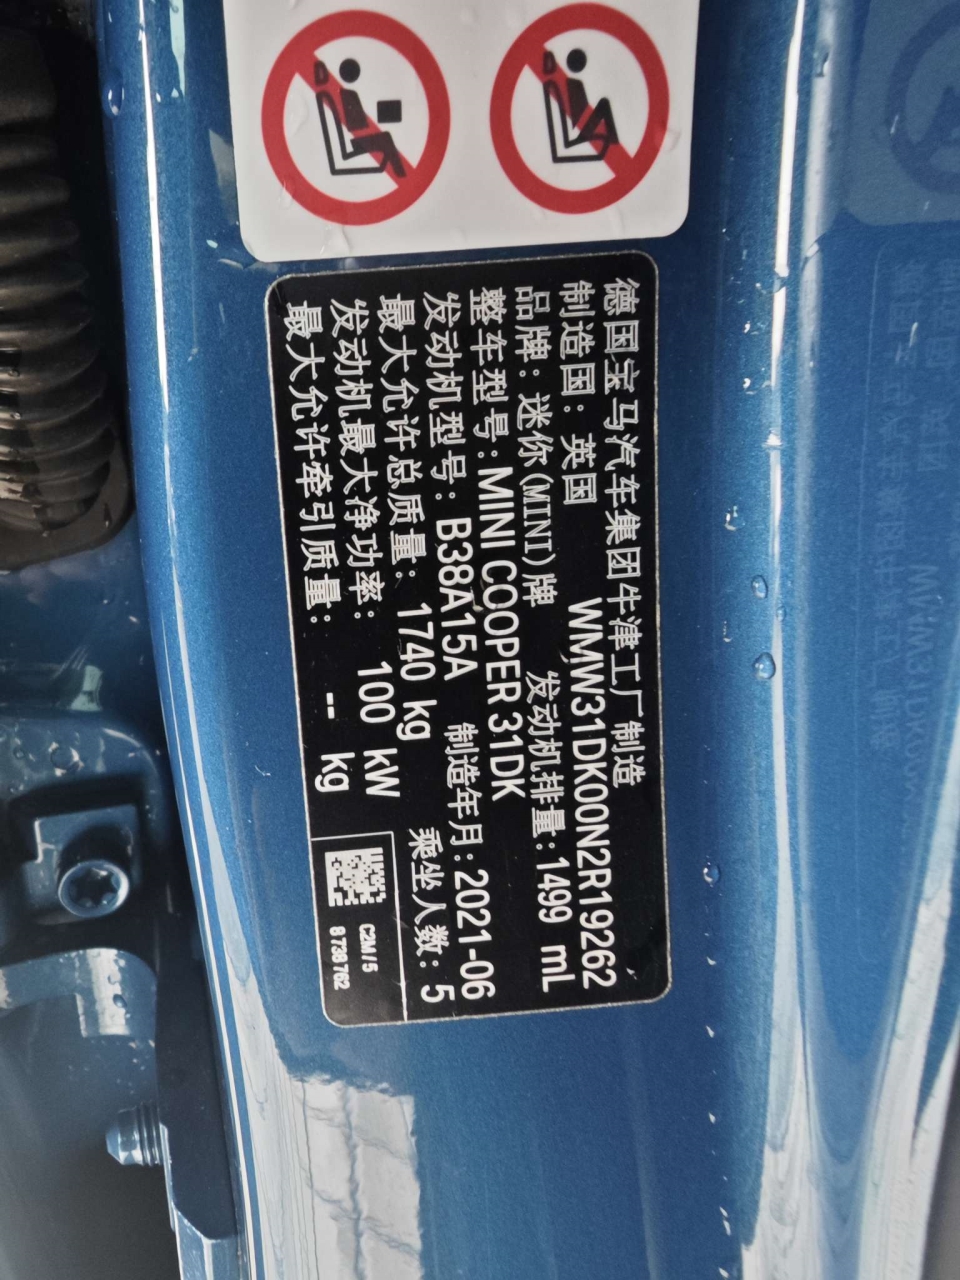 德国宝马汽车集团牛津工厂制造
制造国：英国 WMW31DK00N2R19262
品牌：迷你(MINI)牌 发动机排量：1499 mL
整车型号：MINI COOPER 31DK
发动机型号：B38A15A 制造年月：2021-06
最大允许总质量：1740 kg 乘坐人数：5
发动机最大净功率：100 kW
最大允许牵引质量：-- kg
C2M/5
8 738 762